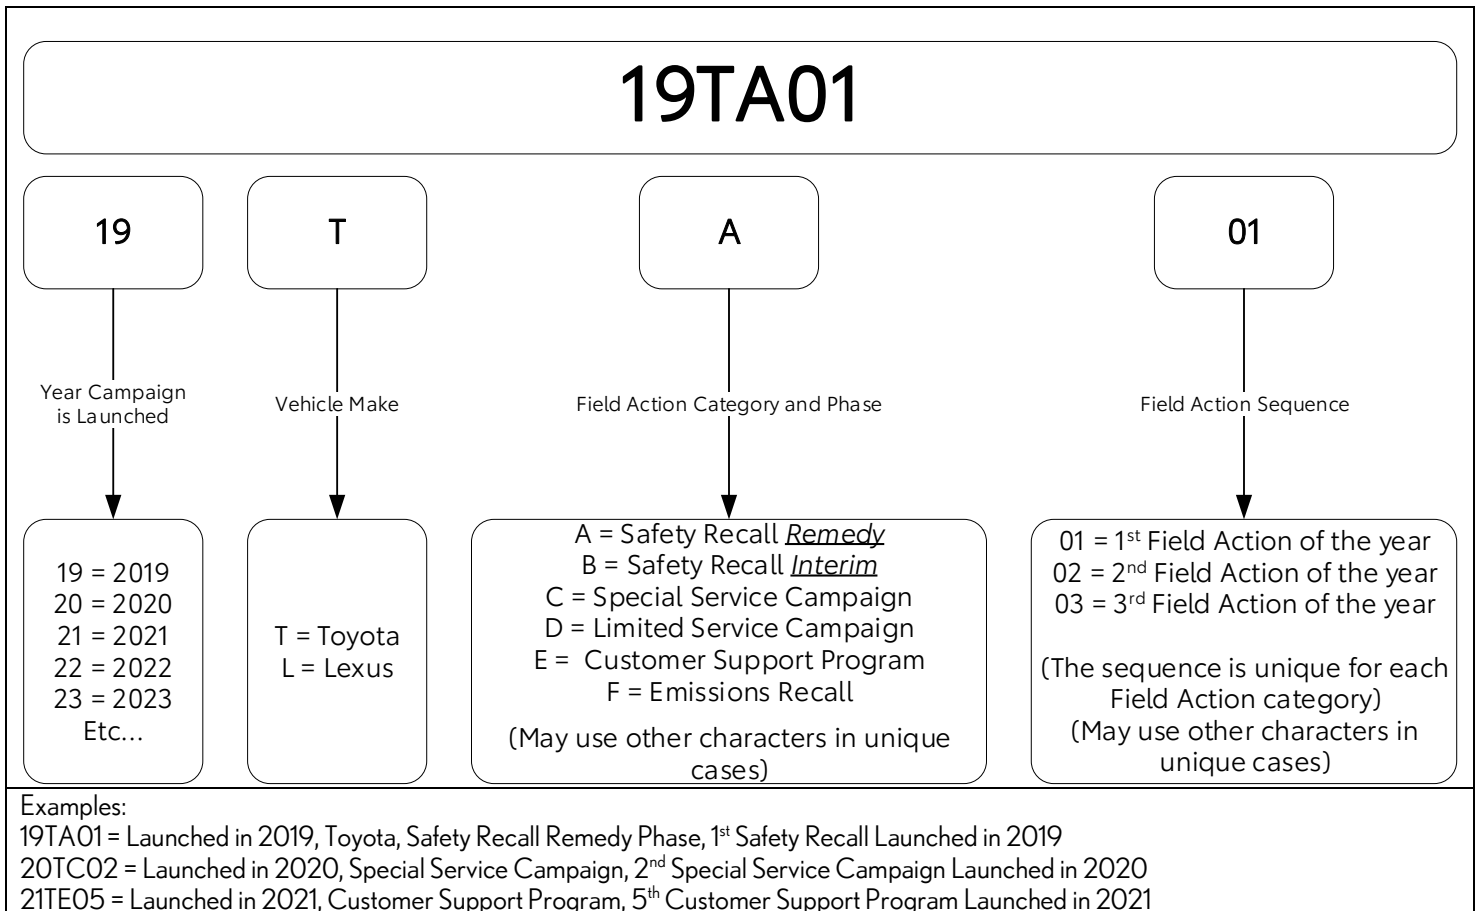 19TA01
19
T
A
01
Year Campaign
is Launched
Vehicle Make
Field Action Category and Phase
Field Action Sequence
19 = 2019
20 = 2020
21 = 2021
22 = 2022
23 = 2023
Etc...
T = Toyota
L = Lexus
A = Safety Recall Remedy
B = Safety Recall Interim
C = Special Service Campaign
D = Limited Service Campaign
E = Customer Support Program
F = Emissions Recall
(May use other characters in unique
cases)
01 = 1st Field Action of the year
02 = 2nd Field Action of the year
03 = 3rd Field Action of the year
(The sequence is unique for each
Field Action category)
(May use other characters in
unique cases)
Examples:
19TA01 = Launched in 2019, Toyota, Safety Recall Remedy Phase, 1st Safety Recall Launched in 2019
20TC02 = Launched in 2020, Special Service Campaign, 2nd Special Service Campaign Launched in 2020
21TE05 = Launched in 2021, Customer Support Program, 5th Customer Support Program Launched in 2021